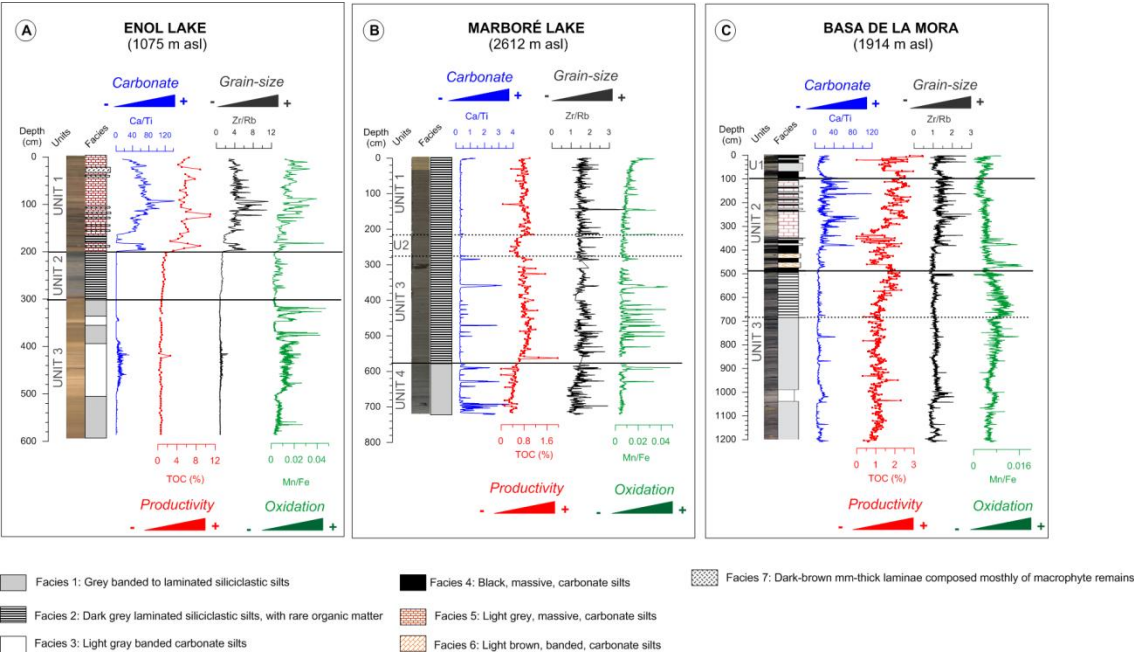 A
ENOL LAKE
(1075 m asl)
Carbonate
Grain-size
- +
- +
Ca/Ti
Zr/Rb
Depth
(cm)
Units
Facies
0 40 80 120
0 4 8 12
0
100
200
300
400
500
600
UNIT 1
UNIT 2
UNIT 3
0 4 8 12
TOC (%)
0 0.02 0.04
Mn/Fe
Productivity
Oxidation
- +
- +
B
MARBORÉ LAKE
(2612 m asl)
Carbonate
Grain-size
- +
- +
Ca/Ti
Zr/Rb
Depth
(cm)
Units
Facies
0 1 2 3 4
0 1 2 3
0
100
200
300
400
500
600
700
800
UNIT 1
U2
UNIT 3
UNIT 4
0 0.8 1.6
TOC (%)
0 0.02 0.04
Mn/Fe
Productivity
Oxidation
- +
- +
C
BASA DE LA MORA
(1914 m asl)
Carbonate
Grain-size
- +
- +
Ca/Ti
Zr/Rb
Depth
(cm)
Units
Facies
0 40 80 120
0 1 2 3
0
100
200
300
400
500
600
700
800
900
1000
1100
1200
U1
UNIT 2
UNIT 3
0 1 2 3
TOC (%)
0 0.016
Mn/Fe
Productivity
Oxidation
- +
- +
Facies 1: Grey banded to laminated siliciclastic silts
Facies 2: Dark grey laminated siliciclastic silts, with rare organic matter
Facies 3: Light gray banded carbonate silts
Facies 4: Black, massive, carbonate silts
Facies 5: Light grey, massive, carbonate silts
Facies 6: Light brown, banded, carbonate silts
Facies 7: Dark-brown mm-thick laminae composed mosthly of macrophyte remains